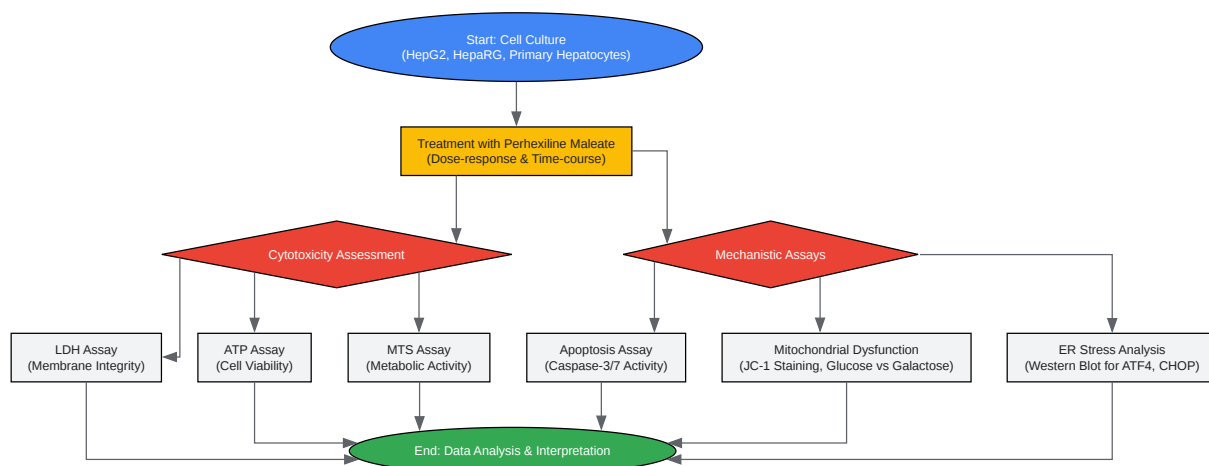 Start: Cell Culture
(HepG2, HepaRG, Primary Hepatocytes)
Treatment with Perhexiline Maleate
(Dose-response & Time-course)
Cytotoxicity Assessment
Mechanistic Assays
LDH Assay
(Membrane Integrity)
ATP Assay
(Cell Viability)
MTS Assay
(Metabolic Activity)
Apoptosis Assay
(Caspase-3/7 Activity)
Mitochondrial Dysfunction
(JC-1 Staining, Glucose vs Galactose)
ER Stress Analysis
(Western Blot for ATF4, CHOP)
End: Data Analysis & Interpretation